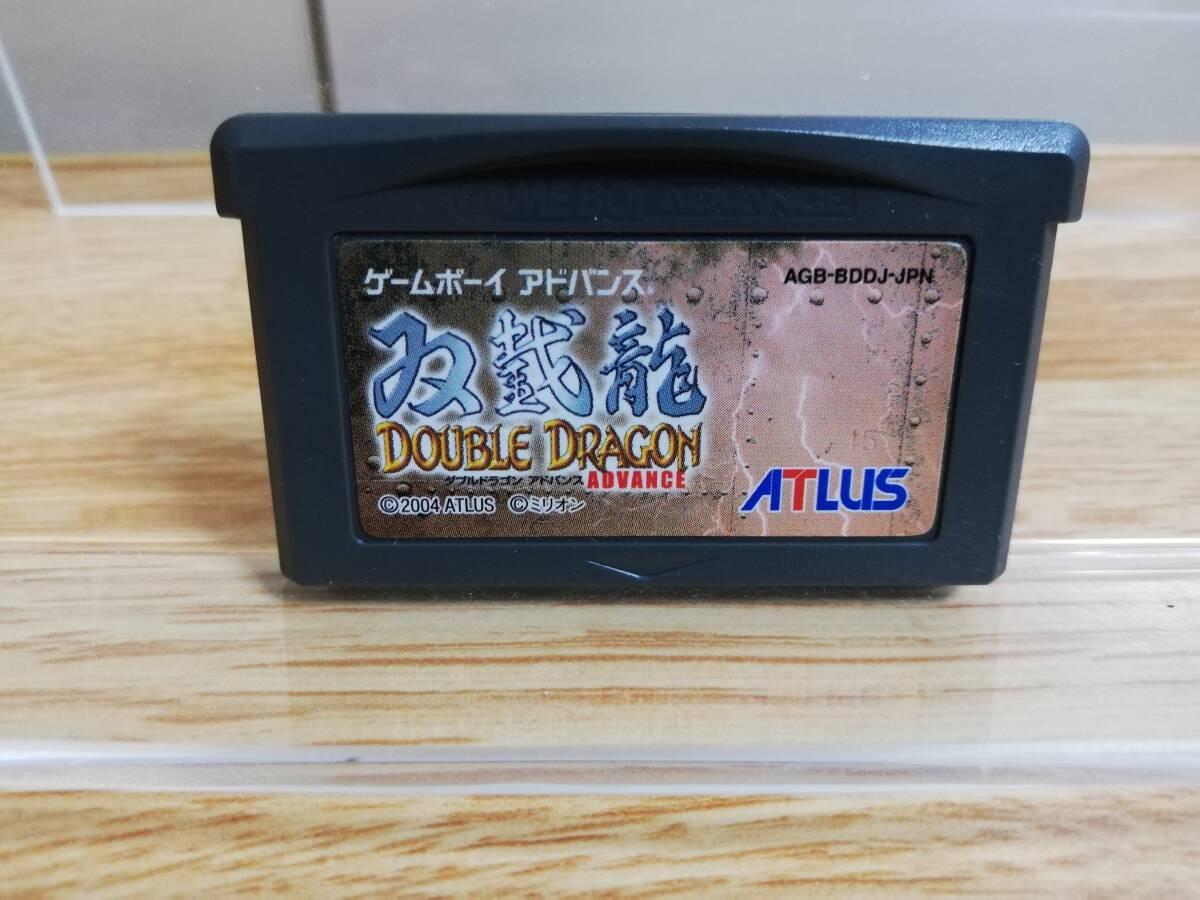 GAME BOY ADVANCE
ゲームボーイ アドバンス. AGB-BDDJ-JPN
双截龍
DOUBLE DRAGON
ダブルドラゴン アドバンス ADVANCE
©2004 ATLUS ©ミリオン
ATLUS